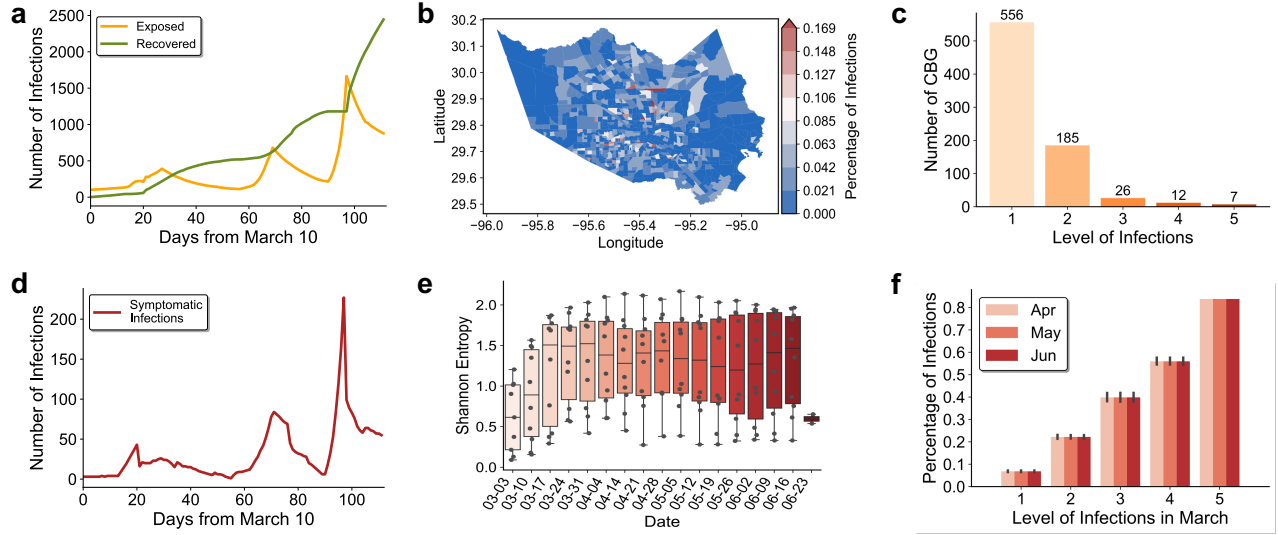 a
Number of Infections
2500
2000
1500
1000
500
0
Exposed
Recovered
0 20 40 60 80 100
Days from March 10
b
Latitude
30.2
30.1
30.0
29.9
29.8
29.7
29.6
29.5
−96.0 −95.8 −95.6 −95.4 −95.2 −95.0
Longitude
0.169
0.148
0.127
0.106
0.085
0.063
0.042
0.021
0.000
Percentage of Infections
c
Number of CBG
500
400
300
200
100
0
556
185
26
12
7
1 2 3 4 5
Level of Infections
d
Number of Infections
200
150
100
50
0
Symptomatic
Infections
0 20 40 60 80 100
Days from March 10
e
Shannon Entropy
2.0
1.5
1.0
0.5
0.0
03-03 03-10 03-17 03-24 03-31 04-04 04-14 04-21 04-28 05-05 05-12 05-19 05-26 06-02 06-09 06-16 06-23
Date
f
Percentage of Infections
0.8
0.7
0.6
0.5
0.4
0.3
0.2
0.1
0.0
Apr
May
Jun
1 2 3 4 5
Level of Infections in March